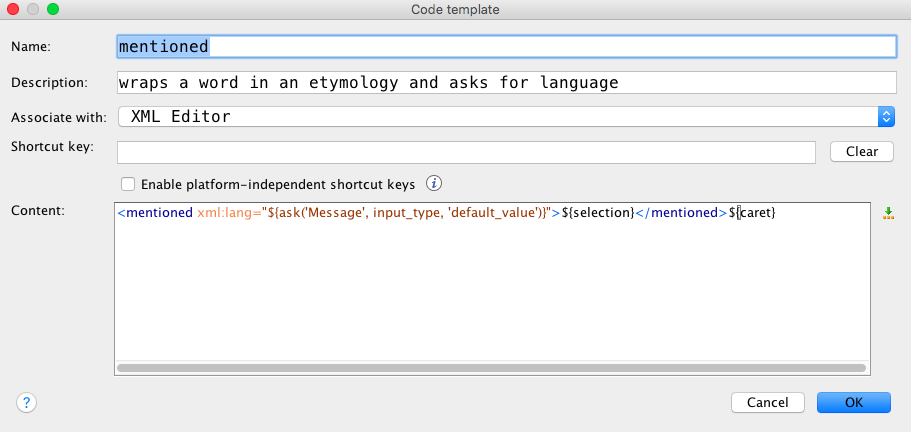 Code template
Name: mentioned
Description: wraps a word in an etymology and asks for language
Associate with: XML Editor
Shortcut key: Clear
Enable platform-independent shortcut keys i
Content: <mentioned xml:lang="${ask('Message', input_type, 'default_value')}">${selection}</mentioned>${caret}
? Cancel OK